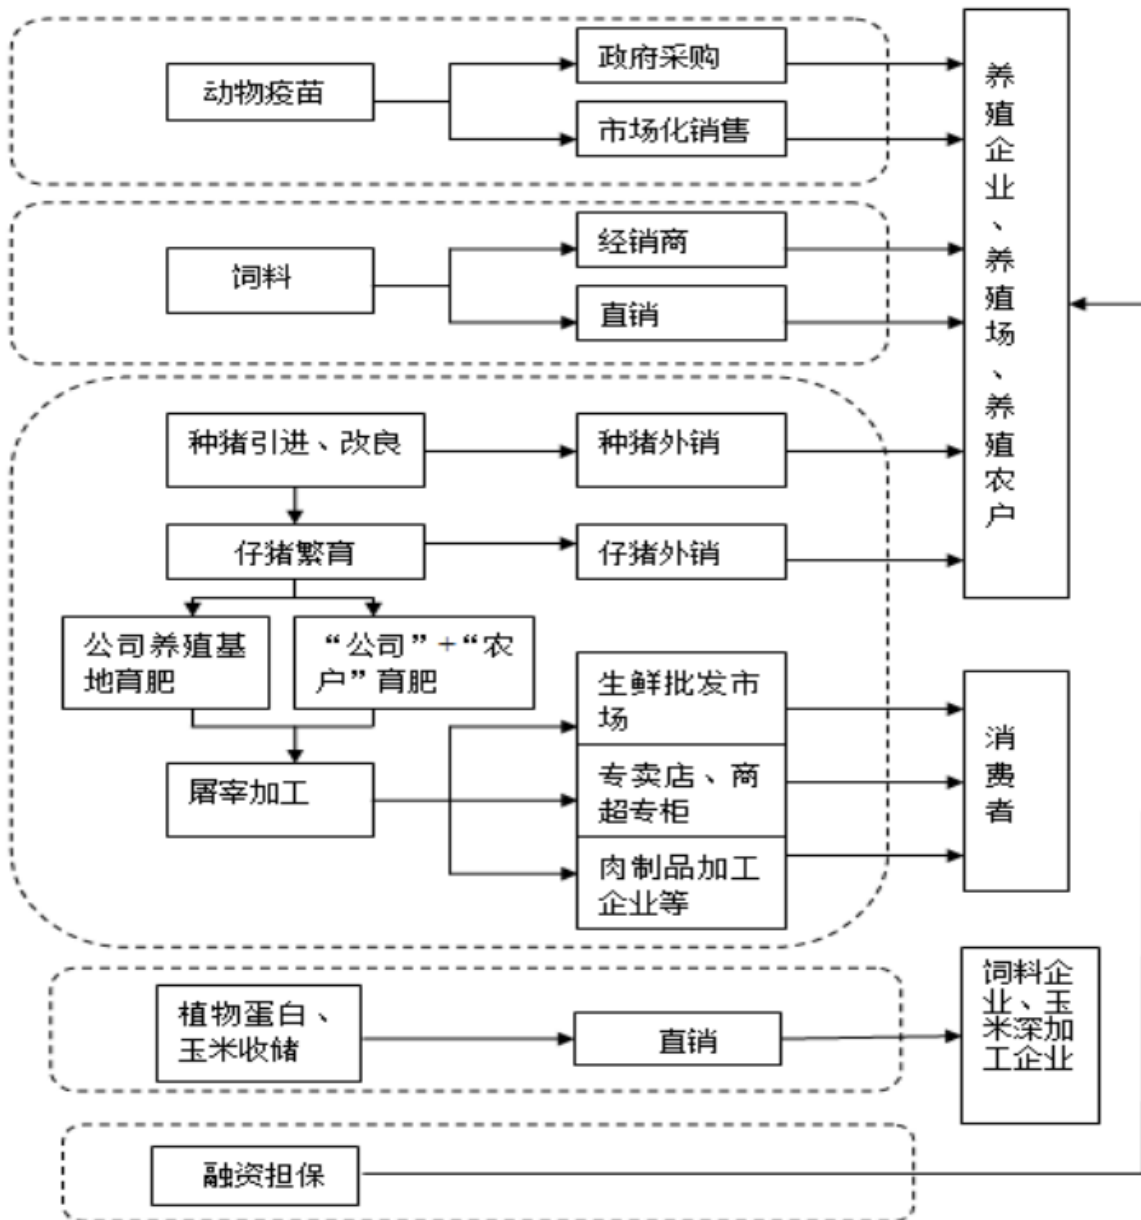 动物疫苗
政府采购
市场化销售
养
殖
企
业
、
养
殖
场
、
养
殖
农
户
饲料
经销商
直销
种猪引进、改良
种猪外销
仔猪繁育
仔猪外销
公司养殖基
地育肥
“公司”+“农
户”育肥
屠宰加工
生鲜批发市
场
专卖店、商
超专柜
肉制品加工
企业等
消
费
者
植物蛋白、
玉米收储
直销
饲料企
业、玉
米深加
工企业
融资担保